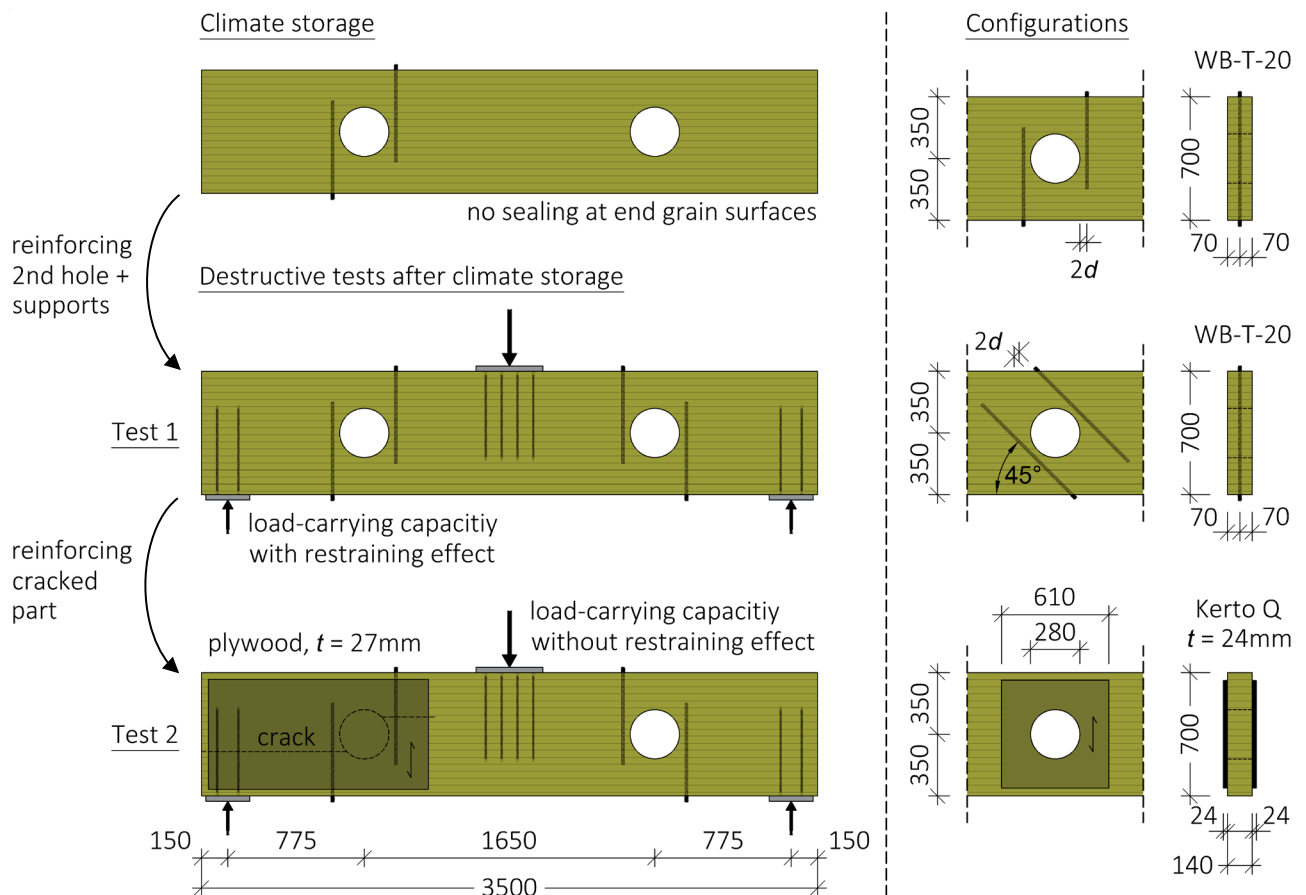 Climate storage
no sealing at end grain surfaces
reinforcing
2nd hole +
supports
Destructive tests after climate storage
Test 1
load-carrying capacitiy
with restraining effect
reinforcing
cracked
part
load-carrying capacitiy
without restraining effect
plywood, t = 27mm
Test 2
crack
150
775
1650
775
150
3500
Configurations
WB-T-20
350
350
700
2d
70
70
WB-T-20
2d
350
350
45°
700
70
70
610
280
Kerto Q
t = 24mm
350
350
700
24
24
140